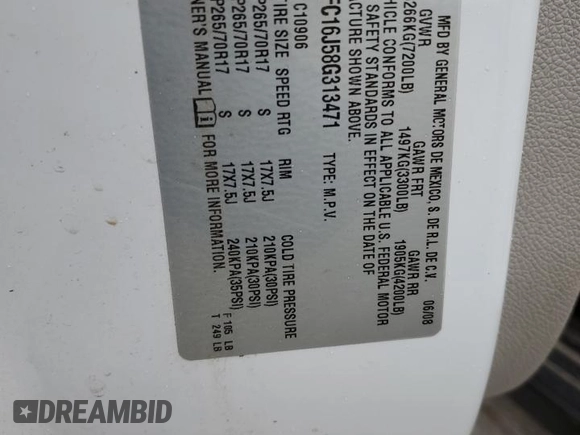 MFD BY GENERAL MOTORS DE MEXICO, S. DE R.L. DE C.V. 06/08
GVWR GAWR FRT GAWR RR
266KG(7200LB) 1497KG(3300LB) 1905KG(4200LB)
HICLE CONFORMS TO ALL APPLICABLE U.S. FEDERAL MOTOR
SAFETY STANDARDS IN EFFECT ON THE DATE OF
ACTURE SHOWN ABOVE.
FC16J58G313471 TYPE: M.P.V.
C10906
TIRE SIZE SPEED RTG RIM COLD TIRE PRESSURE
P265/70R17 S 17X7.5J 210KPA(30PSI)
P265/70R17 S 17X7.5J 210KPA(30PSI)
P265/70R17 S 17X7.5J 240KPA(35PSI)
NER'S MANUAL i FOR MORE INFORMATION. F 105 LB
T 249 LB
DREAMBID